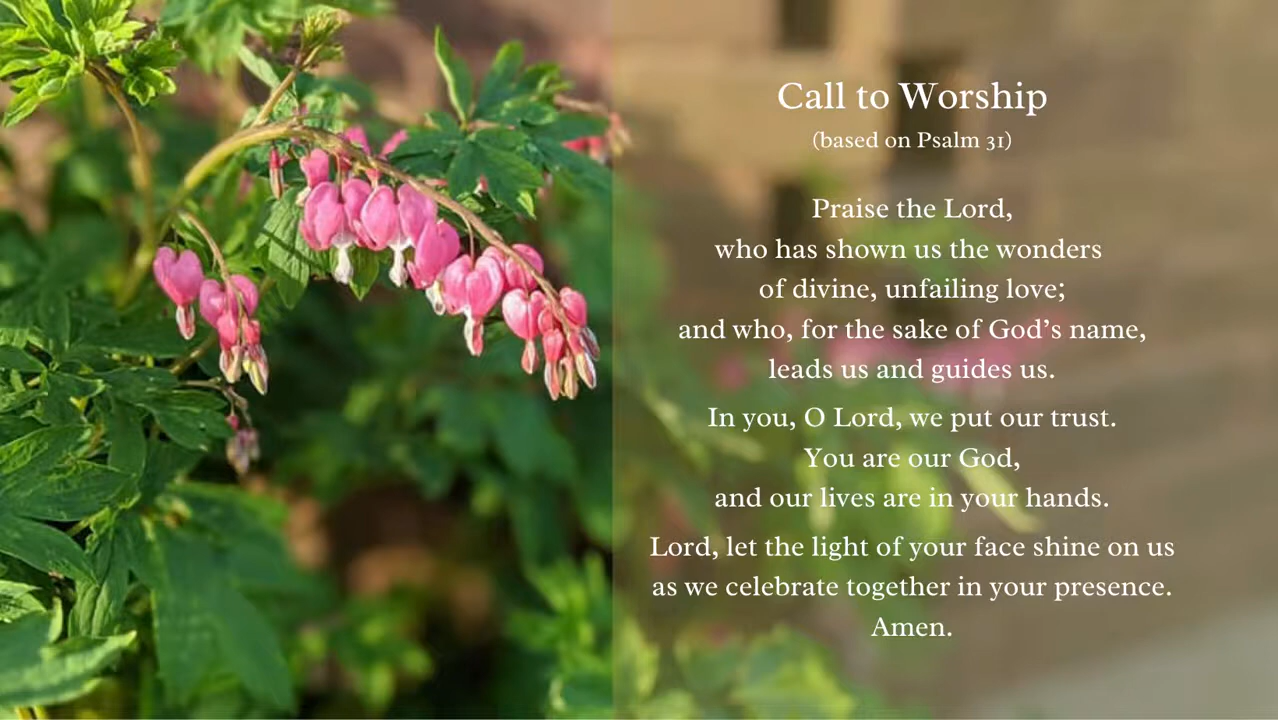 Call to Worship
(based on Psalm 31)
Praise the Lord,
who has shown us the wonders
of divine, unfailing love;
and who, for the sake of God’s name,
leads us and guides us.
In you, O Lord, we put our trust.
You are our God,
and our lives are in your hands.
Lord, let the light of your face shine on us
as we celebrate together in your presence.
Amen.